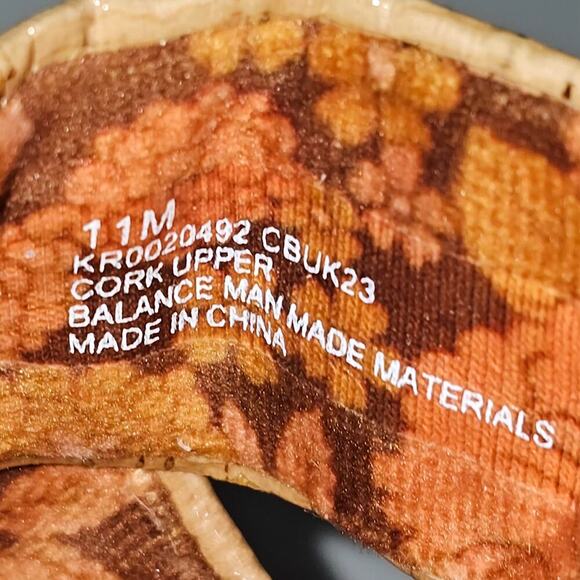 11M
KR0020492 CBUK23
CORK UPPER
BALANCE MAN MADE MATERIALS
MADE IN CHINA